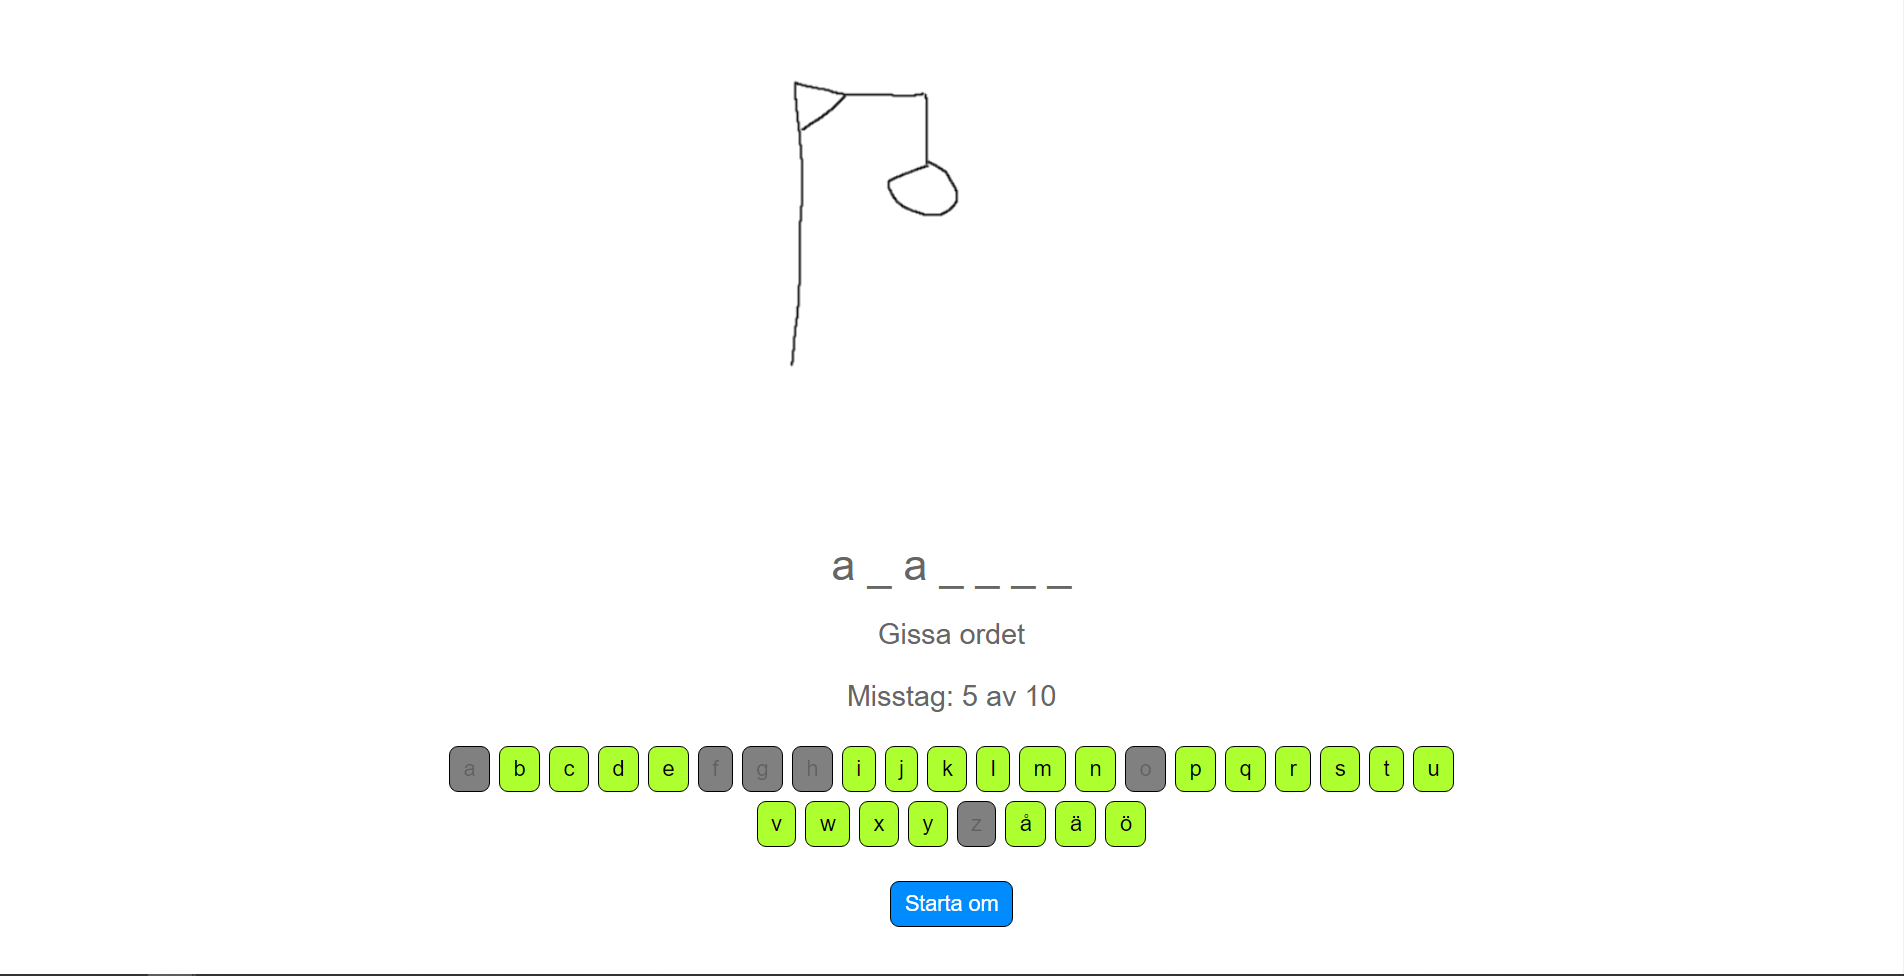 a _ a _ _ _ _
Gissa ordet
Misstag: 5 av 10
a b c d e f g h i j k l m n o p q r s t u
v w x y z å ä ö
Starta om